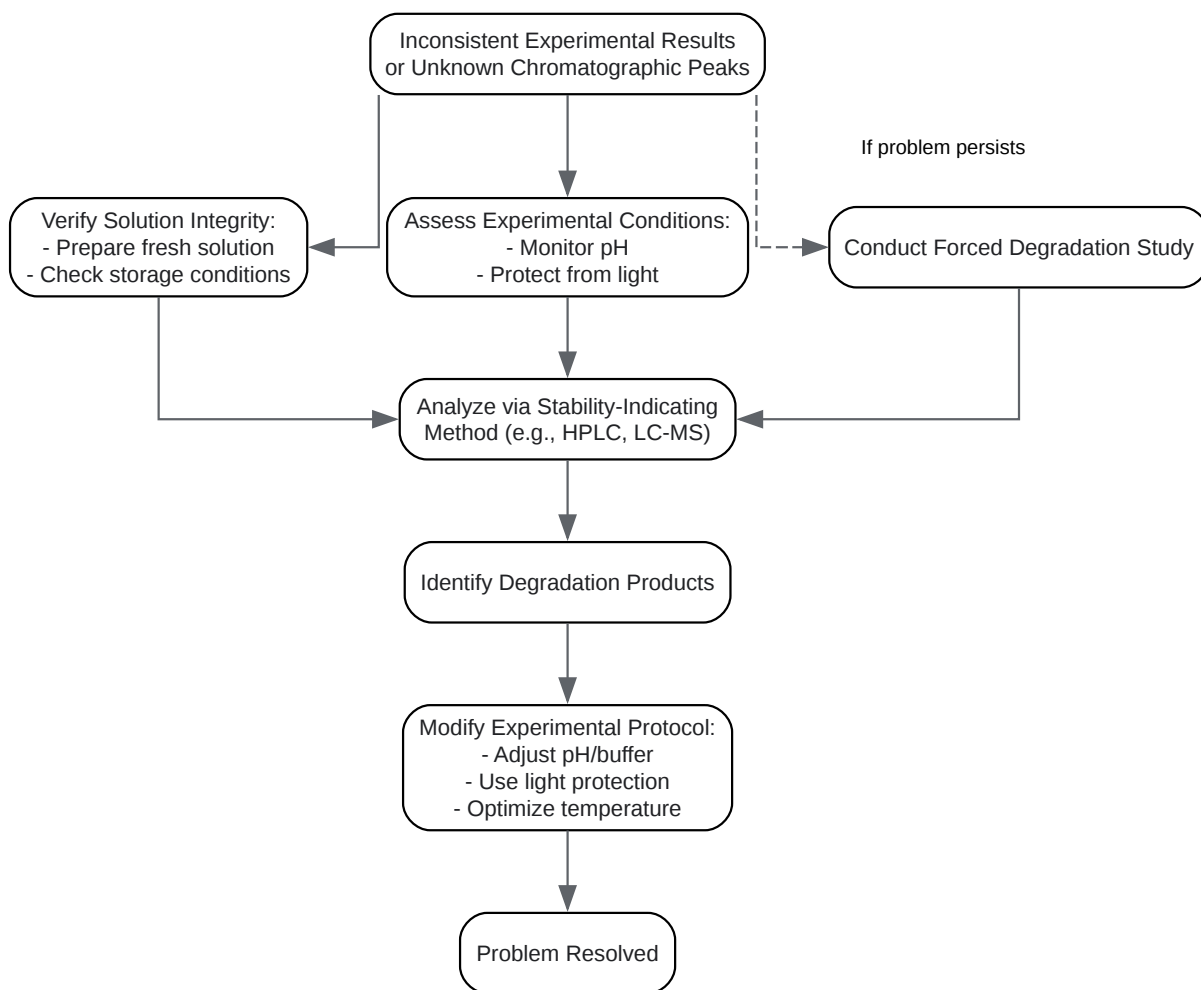 Inconsistent Experimental Results
or Unknown Chromatographic Peaks
If problem persists
Verify Solution Integrity:
- Prepare fresh solution
- Check storage conditions
Assess Experimental Conditions:
- Monitor pH
- Protect from light
Conduct Forced Degradation Study
Analyze via Stability-Indicating
Method (e.g., HPLC, LC-MS)
Identify Degradation Products
Modify Experimental Protocol:
- Adjust pH/buffer
- Use light protection
- Optimize temperature
Problem Resolved